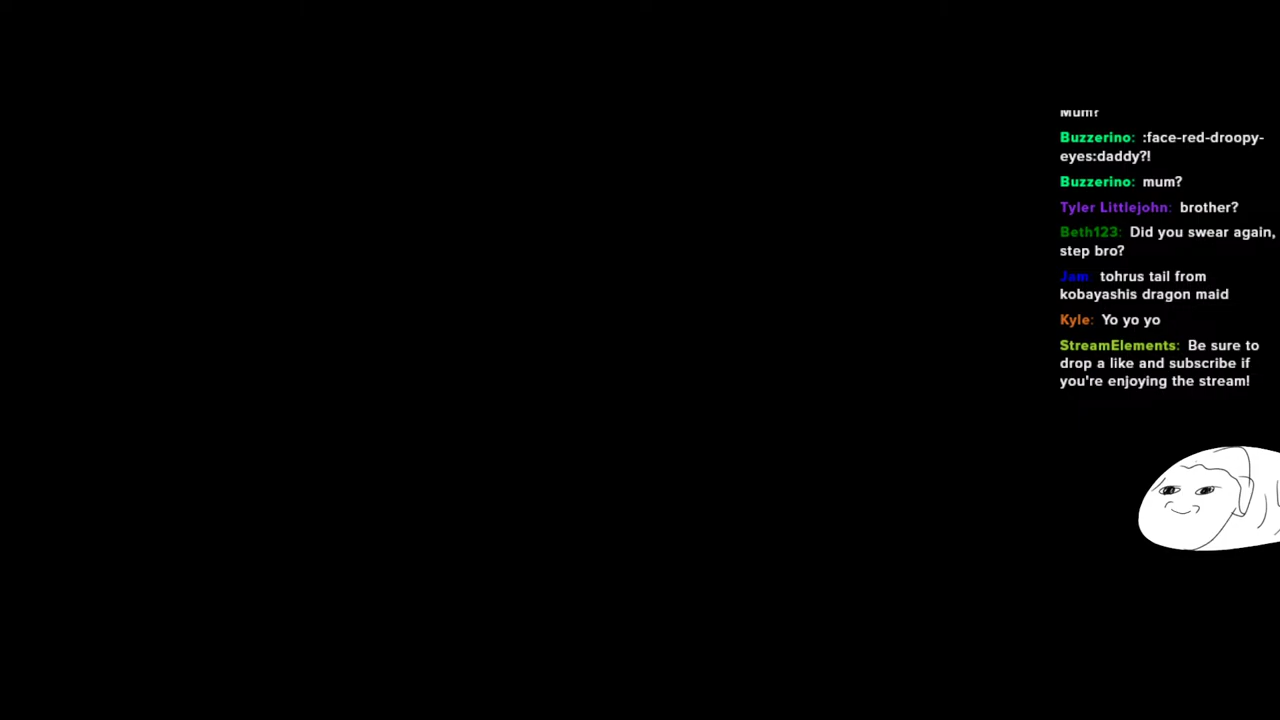 Mum?
Buzzerino: :face-red-droopy-
eyes:daddy?!
Buzzerino: mum?
Tyler Littlejohn: brother?
Beth123: Did you swear again,
step bro?
Jam: tohrus tail from
kobayashis dragon maid
Kyle: Yo yo yo
StreamElements: Be sure to
drop a like and subscribe if
you're enjoying the stream!